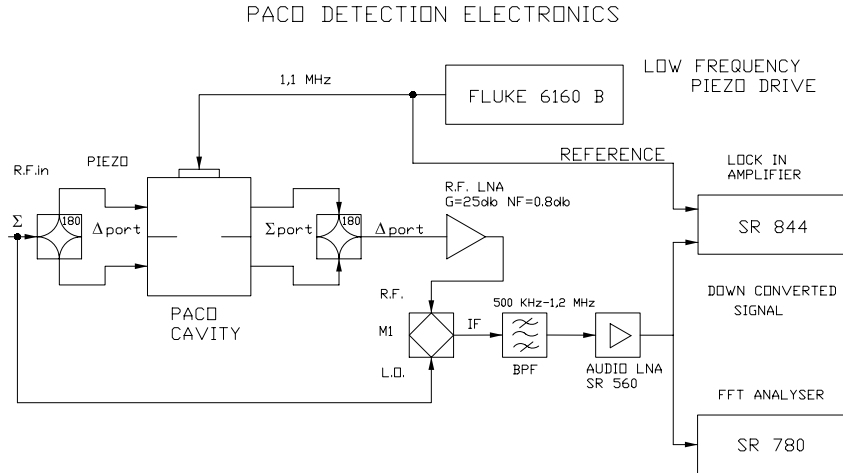 PACO DETECTION ELECTRONICS
LOW FREQUENCY
PIEZO DRIVE
1,1 MHz
FLUKE 6160 B
REFERENCE
LOCK IN
AMPLIFIER
R.F.in
PIEZO
R.F. LNA
G=25db NF=0.8db
Σ
180
Δport
Σport
180
Δport
SR 844
PACO
CAVITY
R.F.
M1
L.O.
IF
500 KHz-1,2 MHz
BPF
AUDIO LNA
SR 560
DOWN CONVERTED
SIGNAL
FFT ANALYSER
SR 780